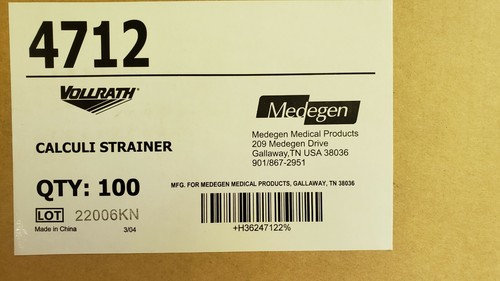 4712
VOLLRATH®
Medegen
Medegen Medical Products
209 Medegen Drive
Gallaway,TN USA 38036
901/867-2951
CALCULI STRAINER
QTY: 100
MFG. FOR MEDEGEN MEDICAL PRODUCTS, GALLAWAY, TN 38036
LOT 22006KN
Made in China 3/04
+H36247122%